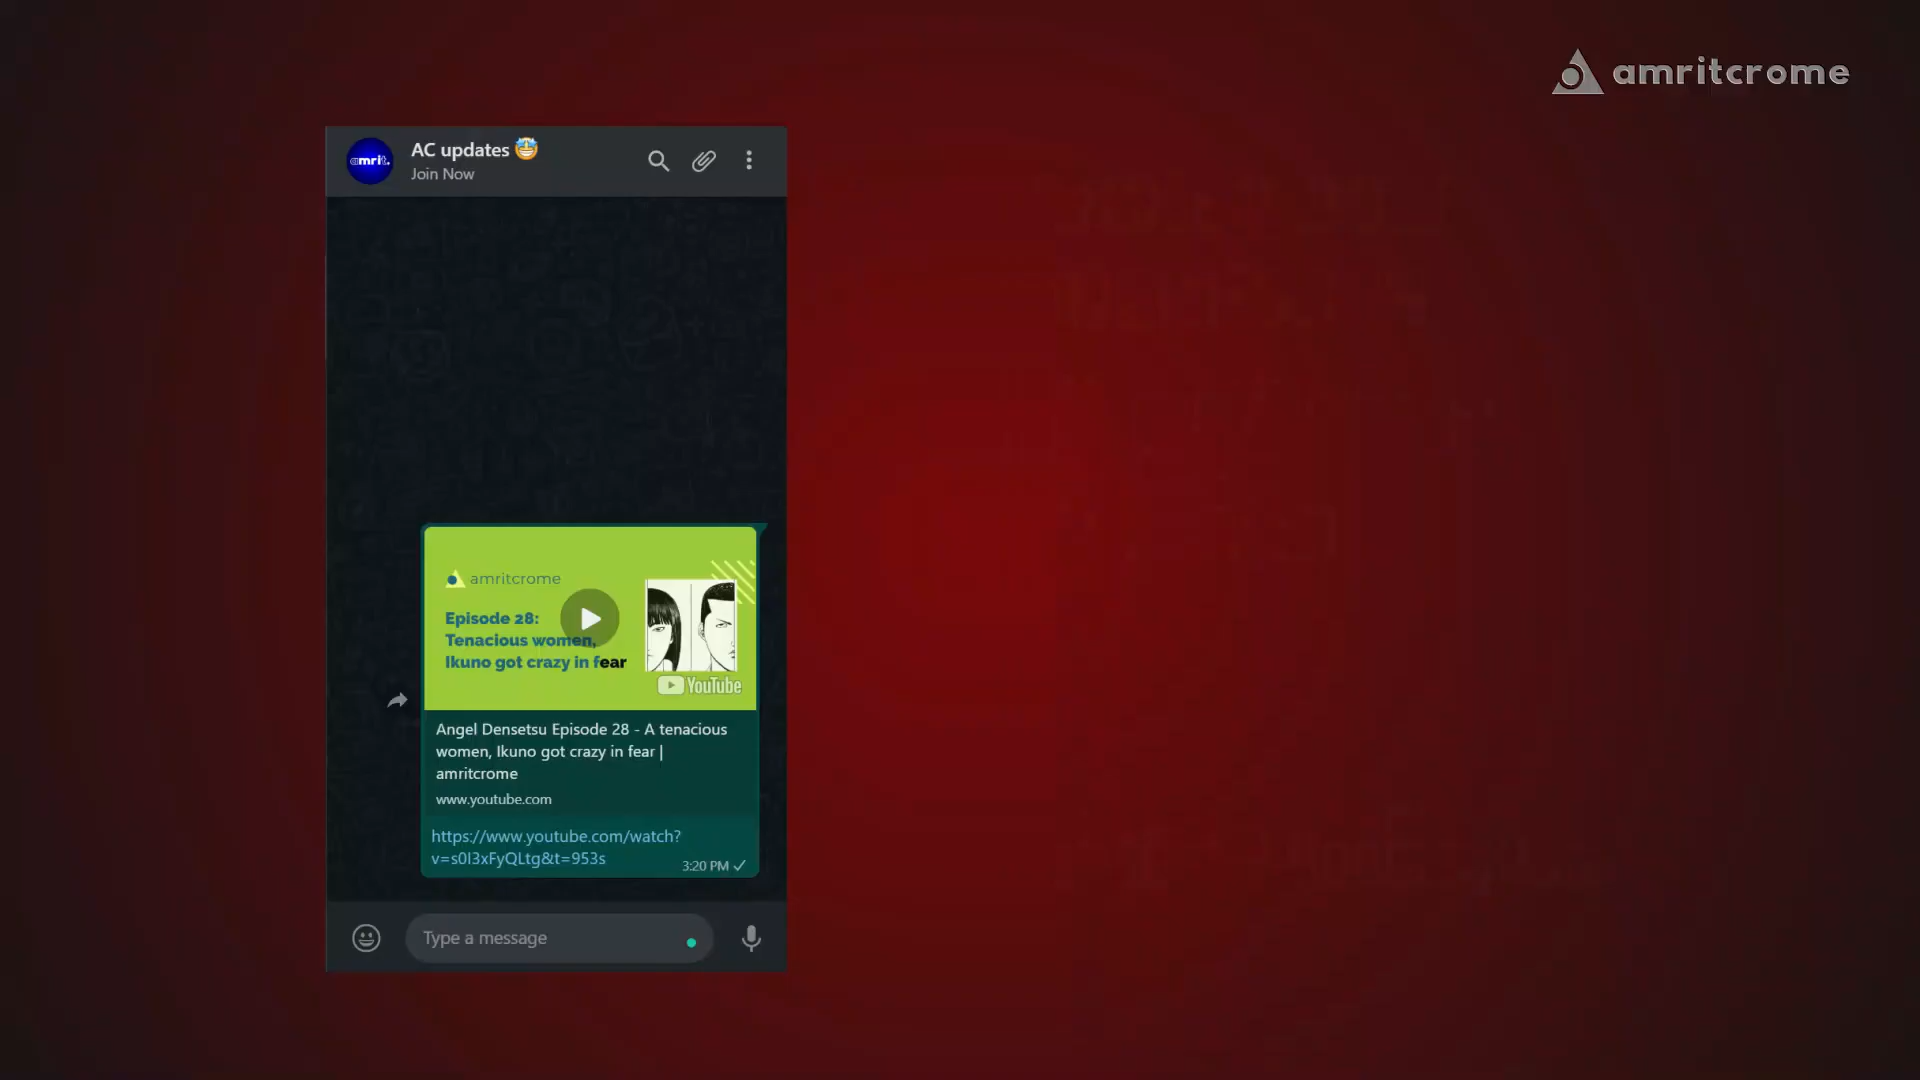 amritcrome
amrit.
AC updates 🤩
Join Now
amritcrome
Episode 28:
Tenacious women,
Ikuno got crazy in fear
YouTube
Angel Densetsu Episode 28 - A tenacious
women, Ikuno got crazy in fear |
amritcrome
www.youtube.com
https://www.youtube.com/watch?
v=s0I3xFyQLtg&t=953s
3:20 PM
Type a message